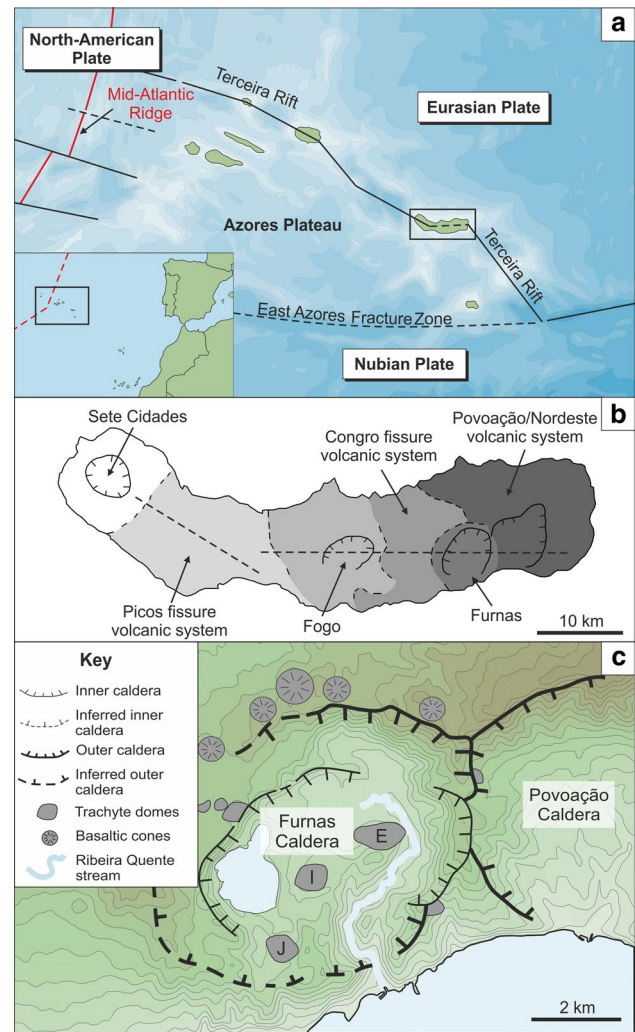 a
North-American
Plate
Mid-Atlantic
Ridge
Terceira Rift
Eurasian Plate
Azores Plateau
Terceira Rift
East Azores Fracture Zone
Nubian Plate
b
Sete Cidades
Congro fissure
volcanic system
Povoação/Nordeste
volcanic system
Picos fissure
volcanic system
Fogo
Furnas
10 km
c
Key
Inner caldera
Inferred inner
caldera
Outer caldera
Inferred outer
caldera
Trachyte domes
Basaltic cones
Ribeira Quente
stream
Furnas
Caldera
Povoação
Caldera
E
I
J
2 km